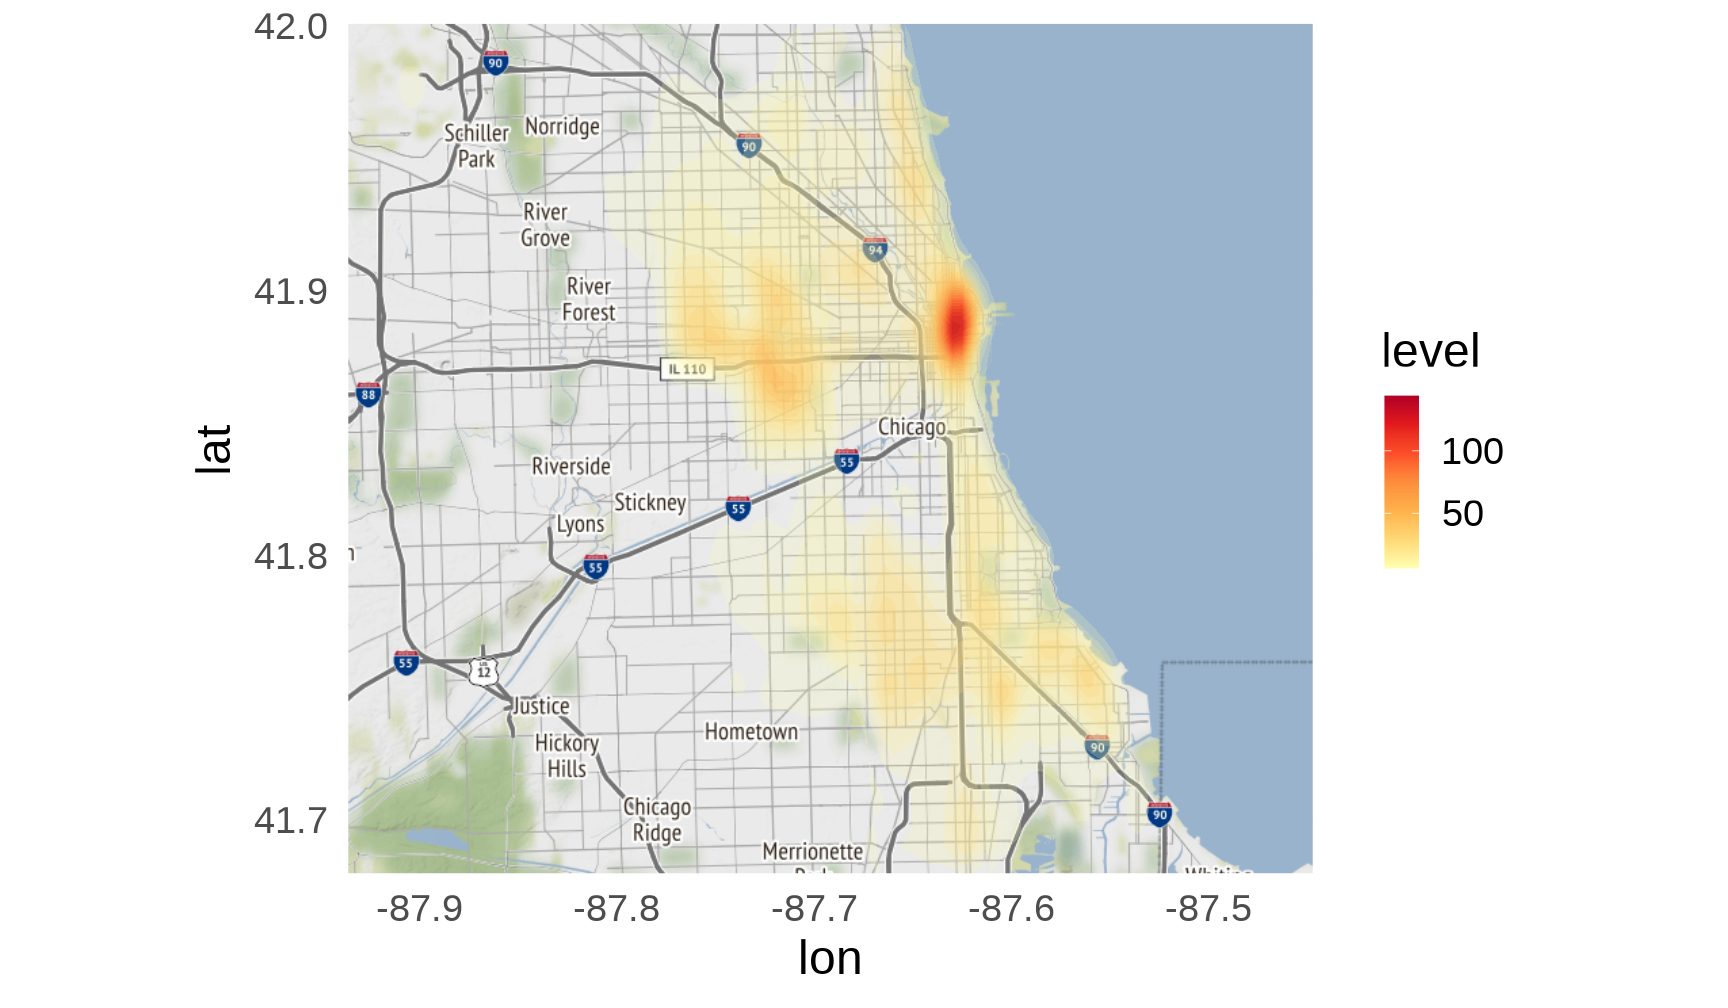 42.0
90
Schiller
Park
Norridge
90
River
Grove
94
41.9
River
Forest
IL 110
88
Chicago
Riverside
55
Stickney
55
Lyons
41.8
55
55
US
12
Justice
Hometown
Hickory
Hills
90
Chicago
Ridge
90
41.7
Merrionette
-87.9
-87.8
-87.7
-87.6
-87.5
lon
lat
level
100
50